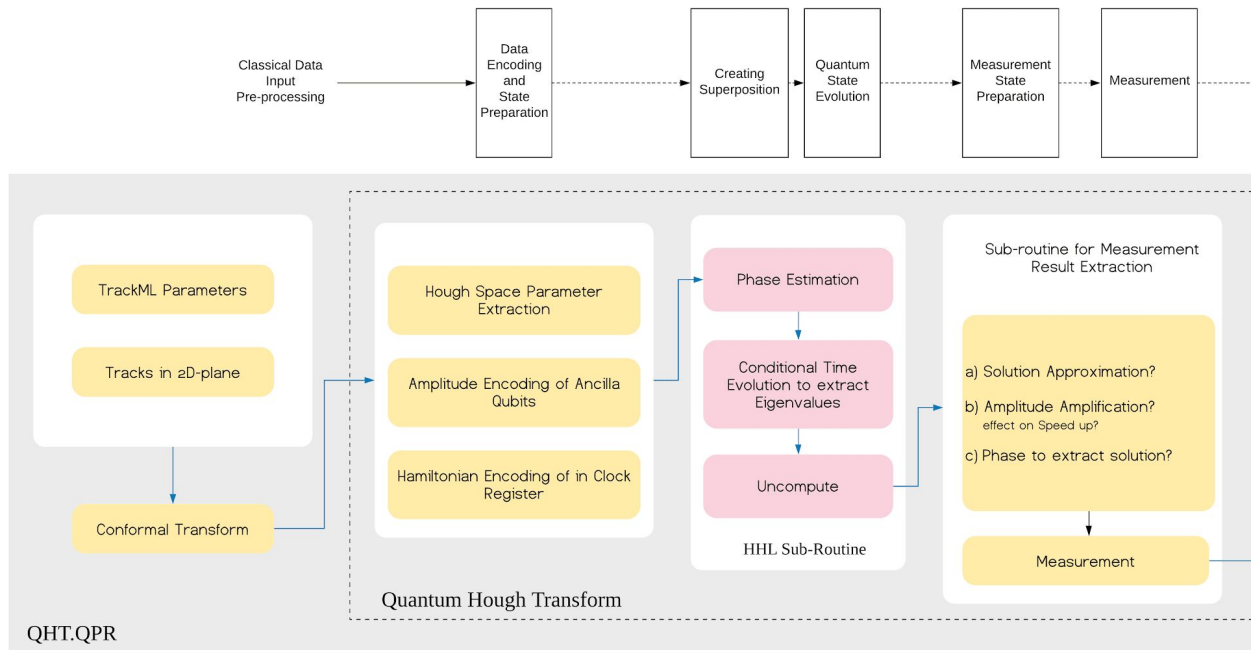 Classical Data
Input
Pre-processing
Data
Encoding
and
State
Preparation
Creating
Superposition
Quantum
State
Evolution
Measurement
State
Preparation
Measurement
TrackML Parameters
Tracks in 2D-plane
Conformal Transform
Hough Space Parameter
Extraction
Amplitude Encoding of Ancilla
Qubits
Hamiltonian Encoding of in Clock
Register
Phase Estimation
Conditional Time
Evolution to extract
Eigenvalues
Uncompute
HHL Sub-Routine
Sub-routine for Measurement
Result Extraction
a) Solution Approximation?
b) Amplitude Amplification?
effect on Speed up?
c) Phase to extract solution?
Measurement
Quantum Hough Transform
QHT.QPR